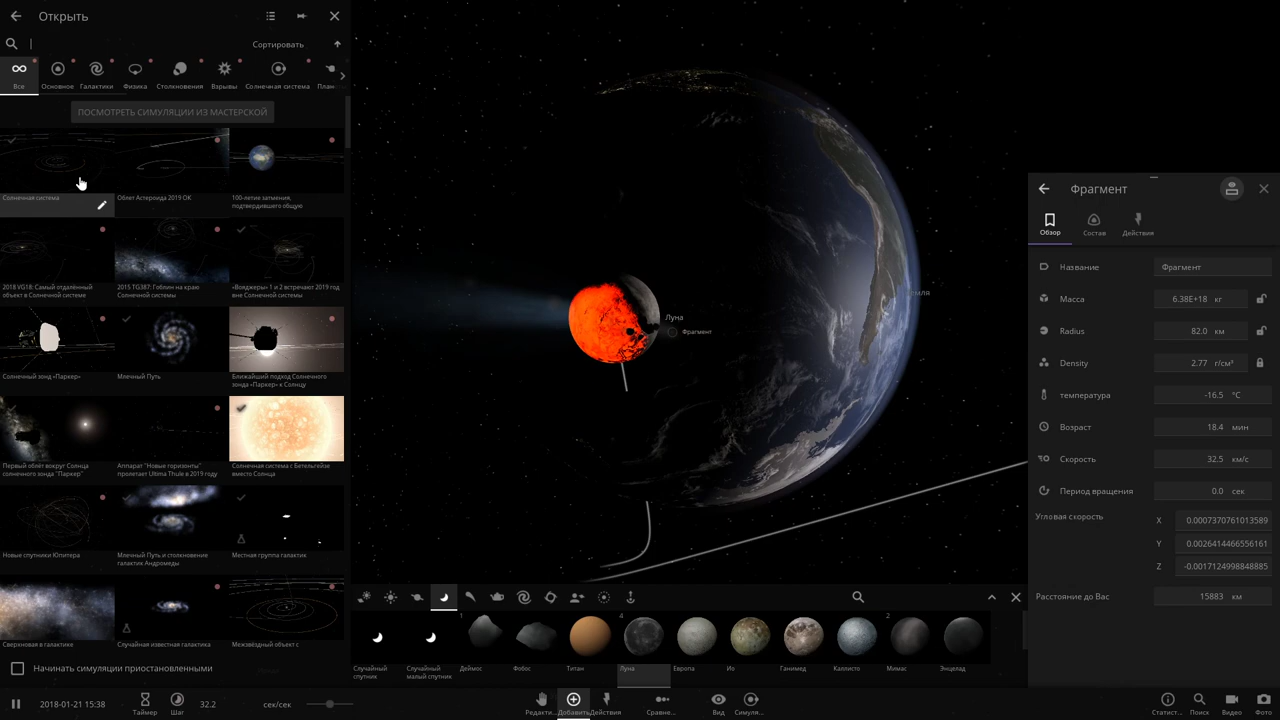 Открыть
Сортировать
Все
Основное
Галактики
Физика
Столкновения
Взрывы
Солнечная система
План
ПОСМОТРЕТЬ СИМУЛЯЦИИ ИЗ МАСТЕРСКОЙ
Солнечная система
Облет Астероида 2019 OK
100-летие затмения,
подтвердившего общую
2018 VG18: Самый отдалённый
объект в Солнечной системе
2015 TG387: Гоблин на краю
Солнечной системы
«Вояджеры» 1 и 2 встречают 2019 год
вне Солнечной системы
Солнечный зонд «Паркер»
Млечный Путь
Ближайший подход Солнечного
зонда «Паркер» к Солнцу
Первый облёт вокруг Солнца
солнечного зонда "Паркер"
Аппарат "Новые горизонты"
пролетает Ultima Thule в 2019 году
Солнечная система с Бетельгейзе
вместо Солнца
Новые спутники Юпитера
Млечный Путь и столкновение
галактик Андромеды
Местная группа галактик
Сверхновая в галактике
Случайная известная галактика
Межзвёздный объект с
Начинать симуляции приостановленными
2018-01-21 15:38
Таймер
Шаг
32.2
сек/сек
емля
Луна
Фрагмент
1
4
2
Случайный
спутник
Случайный
малый спутник
Деймос
Фобос
Титан
Луна
Европа
Ио
Ганимед
Каллисто
Мимас
Энцелад
Редакти...
Добавить
Действия
Сравне...
Вид
Симуля...
Статист...
Поиск
Видео
Фото
Фрагмент
Обзор
Состав
Действия
Название Фрагмент
Масса 6.38E+18 кг
Radius 82.0 км
Density 2.77 г/см³
температура -16.5 °C
Возраст 18.4 мин
Скорость 32.5 км/с
Период вращения 0.0 сек
Угловая скорость
X 0.0007370761013589
Y 0.0026414466556161
Z -0.0017124998848885
Расстояние до Вас 15883 км